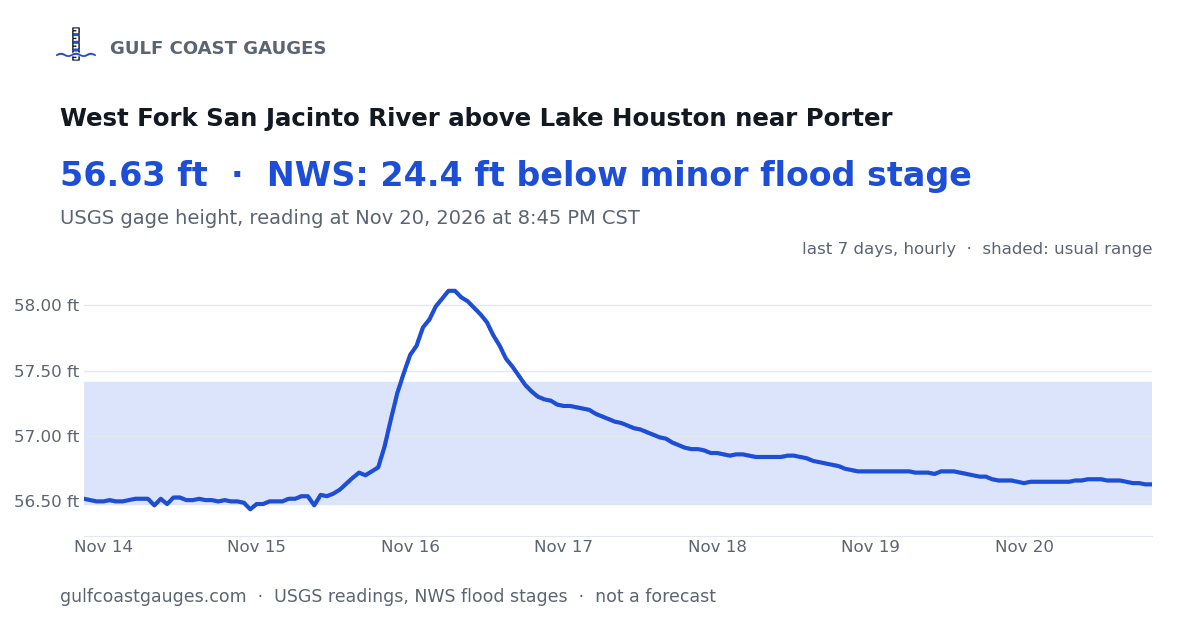 GULF COAST GAUGES
West Fork San Jacinto River above Lake Houston near Porter
56.63 ft · NWS: 24.4 ft below minor flood stage
USGS gage height, reading at Nov 20, 2026 at 8:45 PM CST
last 7 days, hourly · shaded: usual range
58.00 ft
57.50 ft
57.00 ft
56.50 ft
Nov 14 Nov 15 Nov 16 Nov 17 Nov 18 Nov 19 Nov 20
gulfcoastgauges.com · USGS readings, NWS flood stages · not a forecast